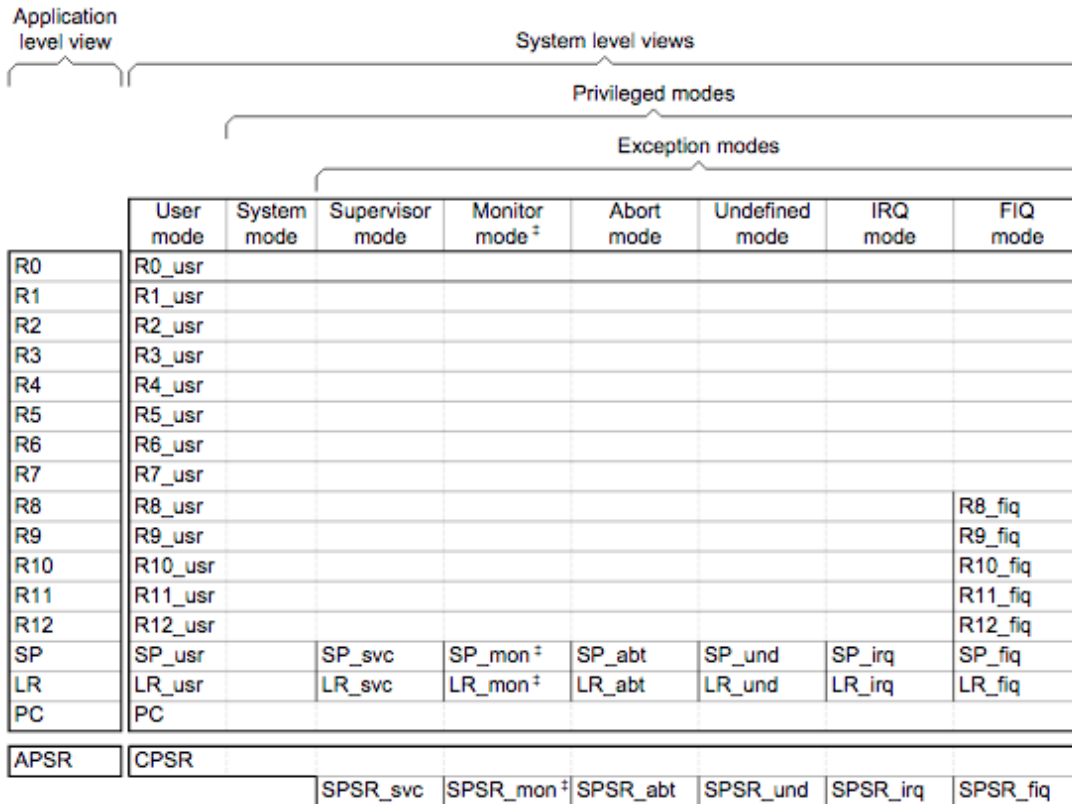 Application
level view
System level views
Privileged modes
Exception modes
User mode System mode Supervisor mode Monitor mode ‡ Abort mode Undefined mode IRQ mode FIQ mode
R0 R0_usr
R1 R1_usr
R2 R2_usr
R3 R3_usr
R4 R4_usr
R5 R5_usr
R6 R6_usr
R7 R7_usr
R8 R8_usr R8_fiq
R9 R9_usr R9_fiq
R10 R10_usr R10_fiq
R11 R11_usr R11_fiq
R12 R12_usr R12_fiq
SP SP_usr SP_svc SP_mon ‡ SP_abt SP_und SP_irq SP_fiq
LR LR_usr LR_svc LR_mon ‡ LR_abt LR_und LR_irq LR_fiq
PC PC
APSR CPSR
SPSR_svc SPSR_mon ‡ SPSR_abt SPSR_und SPSR_irq SPSR_fiq